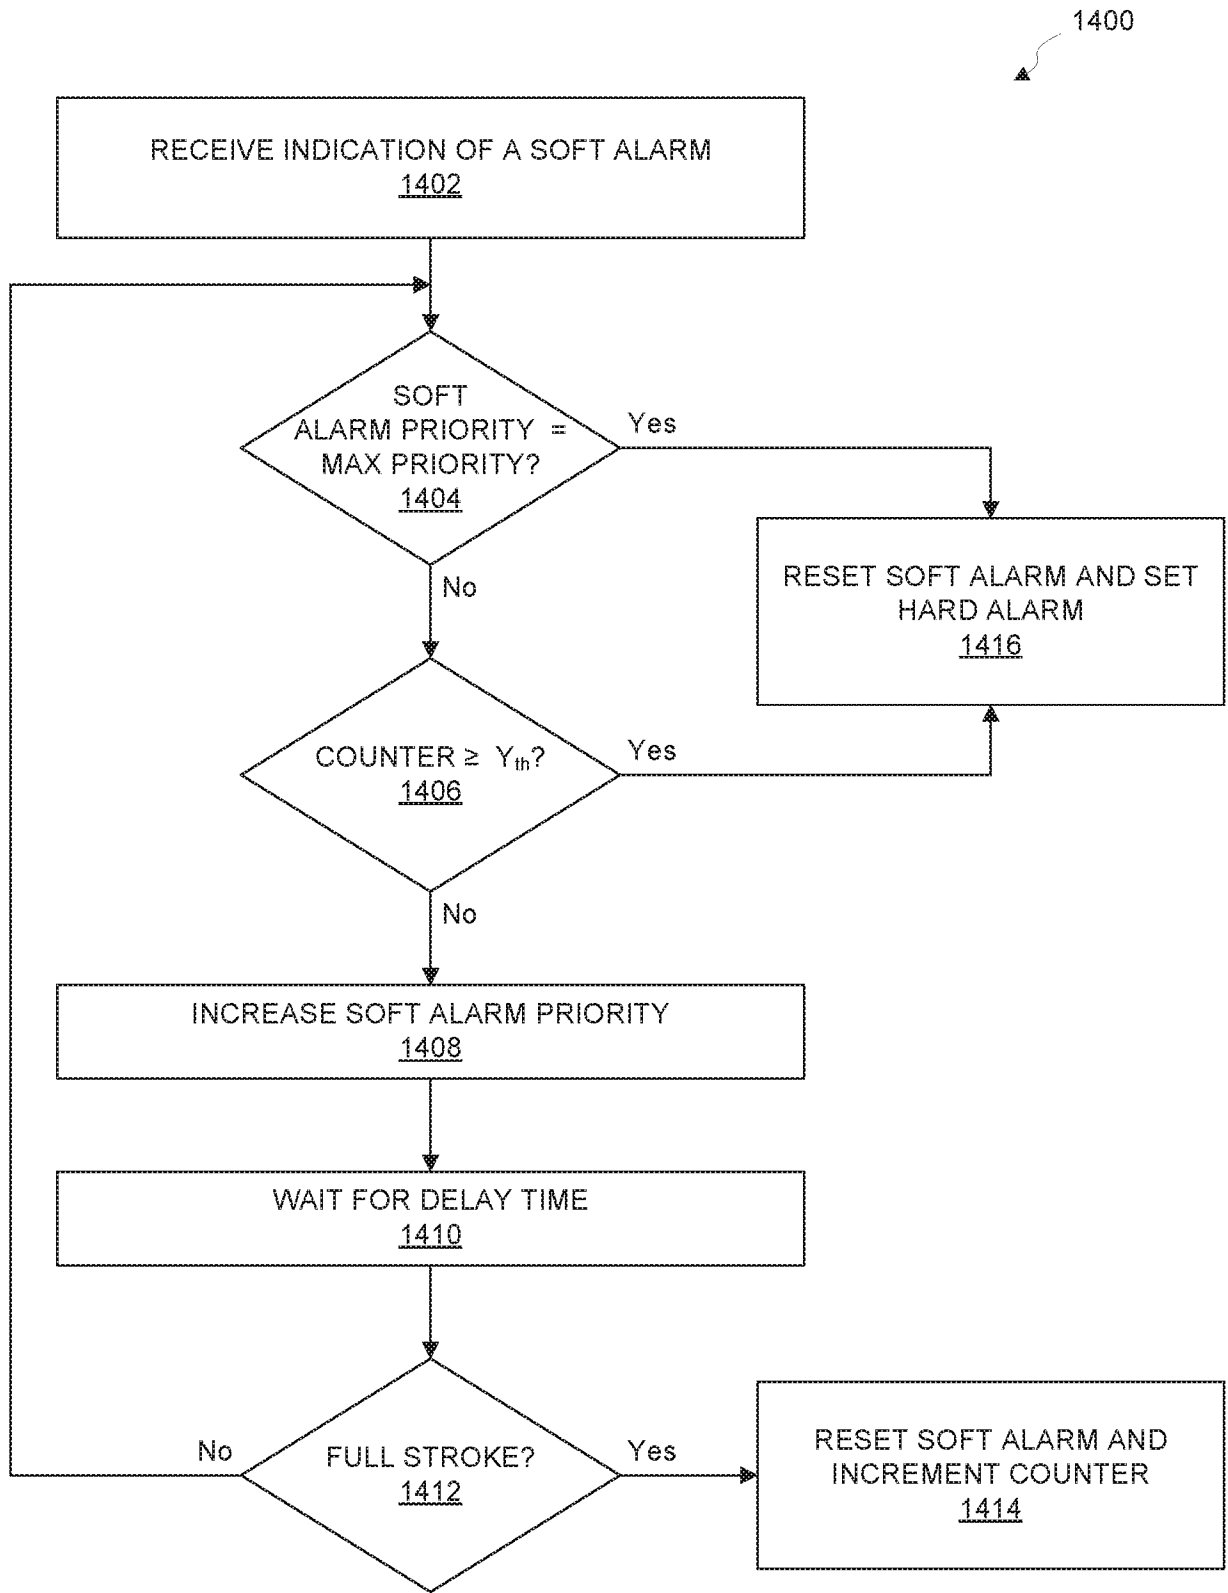 1400
RECEIVE INDICATION OF A SOFT ALARM
1402
SOFT
ALARM PRIORITY =
MAX PRIORITY?
1404
Yes
No
RESET SOFT ALARM AND SET
HARD ALARM
1416
COUNTER ≥ Yth?
1406
Yes
No
INCREASE SOFT ALARM PRIORITY
1408
WAIT FOR DELAY TIME
1410
No
FULL STROKE?
1412
Yes
RESET SOFT ALARM AND
INCREMENT COUNTER
1414